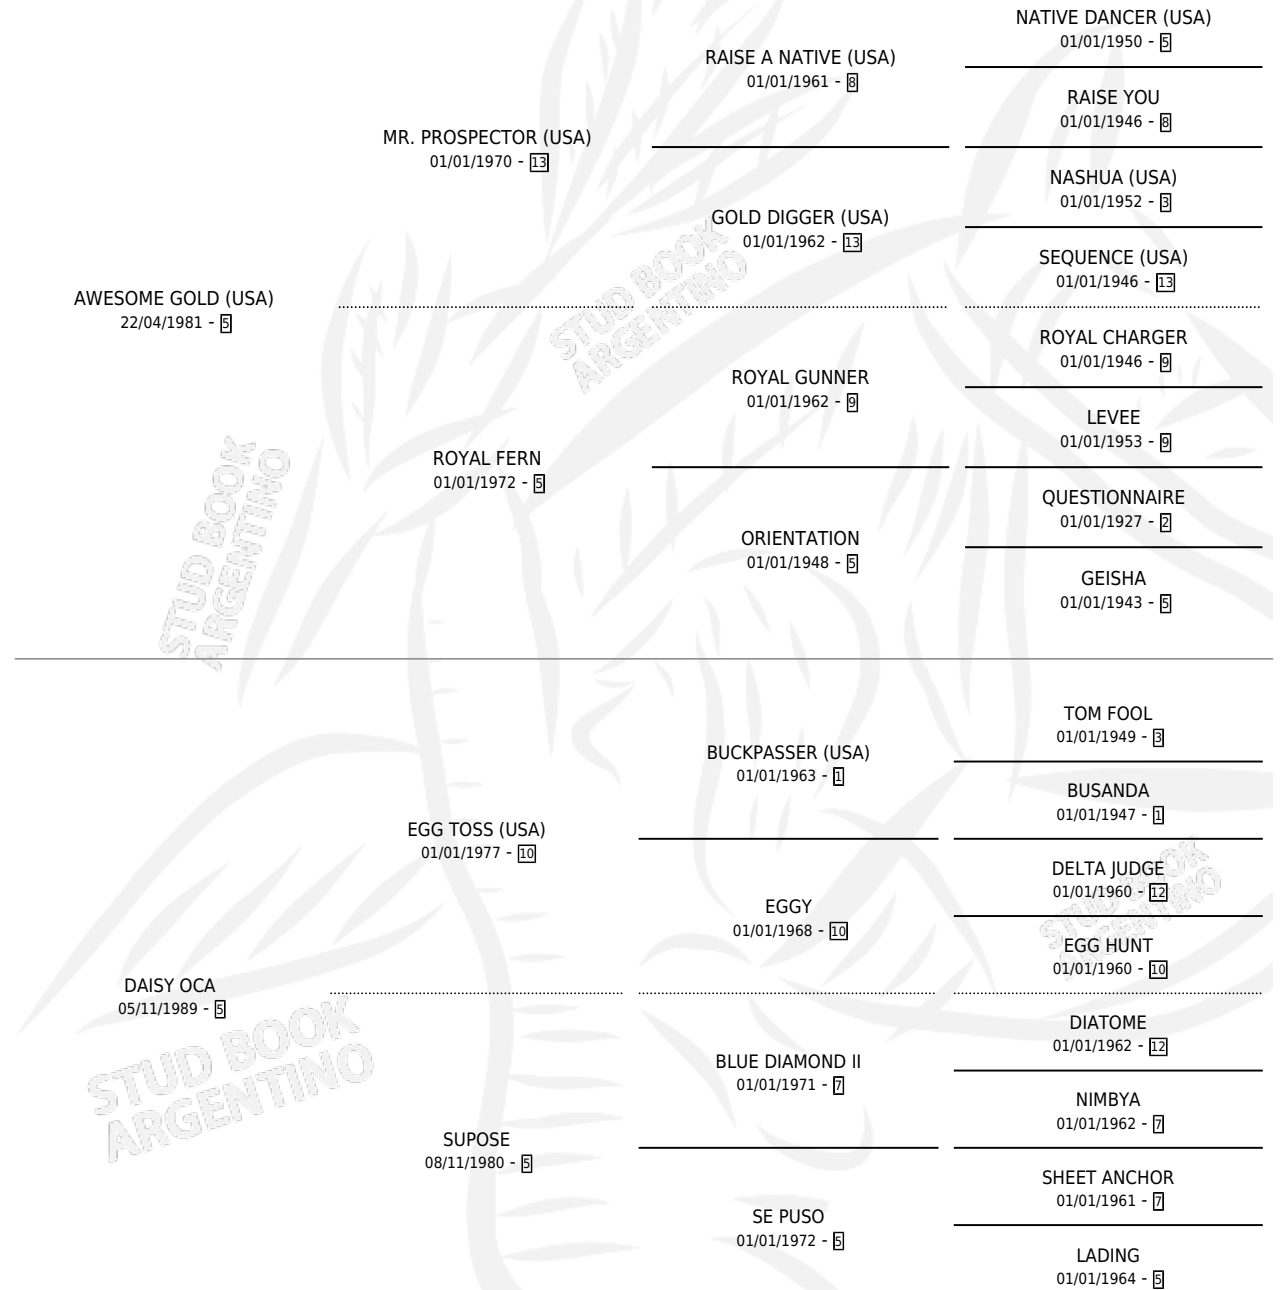 NATIVE DANCER (USA)
01/01/1950 - 5
RAISE A NATIVE (USA)
01/01/1961 - 8
RAISE YOU
01/01/1946 - 8
MR. PROSPECTOR (USA)
01/01/1970 - 13
NASHUA (USA)
01/01/1952 - 3
GOLD DIGGER (USA)
01/01/1962 - 13
SEQUENCE (USA)
01/01/1946 - 13
AWESOME GOLD (USA)
22/04/1981 - 5
STUD BOOK
ARGENTINO
ROYAL CHARGER
01/01/1946 - 9
ROYAL GUNNER
01/01/1962 - 9
LEVEE
01/01/1953 - 9
ROYAL FERN
01/01/1972 - 5
STUD BOOK
ARGENTINO
QUESTIONNAIRE
01/01/1927 - 2
ORIENTATION
01/01/1948 - 5
GEISHA
01/01/1943 - 5
TOM FOOL
01/01/1949 - 3
BUCKPASSER (USA)
01/01/1963 - 1
BUSANDA
01/01/1947 - 1
EGG TOSS (USA)
01/01/1977 - 10
DELTA JUDGE
01/01/1960 - 12
STUD BOOK
ARGENTINO
EGGY
01/01/1968 - 10
EGG HUNT
01/01/1960 - 10
DAISY OCA
05/11/1989 - 5
STUD BOOK
ARGENTINO
DIATOME
01/01/1962 - 12
BLUE DIAMOND II
01/01/1971 - 7
NIMBYA
01/01/1962 - 7
SUPOSE
08/11/1980 - 5
SHEET ANCHOR
01/01/1961 - 7
SE PUSO
01/01/1972 - 5
LADING
01/01/1964 - 5